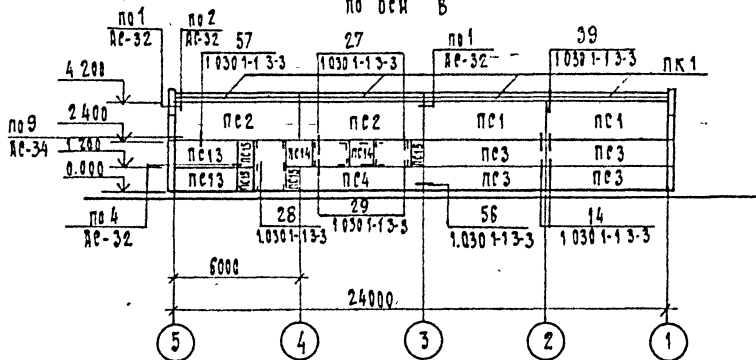 по оси В
по 1
АС-32
по 2
АС-32
57
1.030 1-1 3-3
27
1.030 1-1 3-3
по 1
АС-32
39
1.030 1-1 3-3
ПК1
4.200
2.400
1.200
0.000
по 9
АС-34
по 4
АС-32
ПС2
ПС2
ПС1
ПС1
ПС13
ПС15
ПС14
ПС14
ПС15
ПС3
ПС3
ПС13
ПС15
ПС15
ПС4
ПС3
ПС3
28
1.030 1-1 3-3
29
1.030 1-1 3-3
56
1.030 1-1 3-3
14
1.030 1-1 3-3
6000
24000
5
4
3
2
1